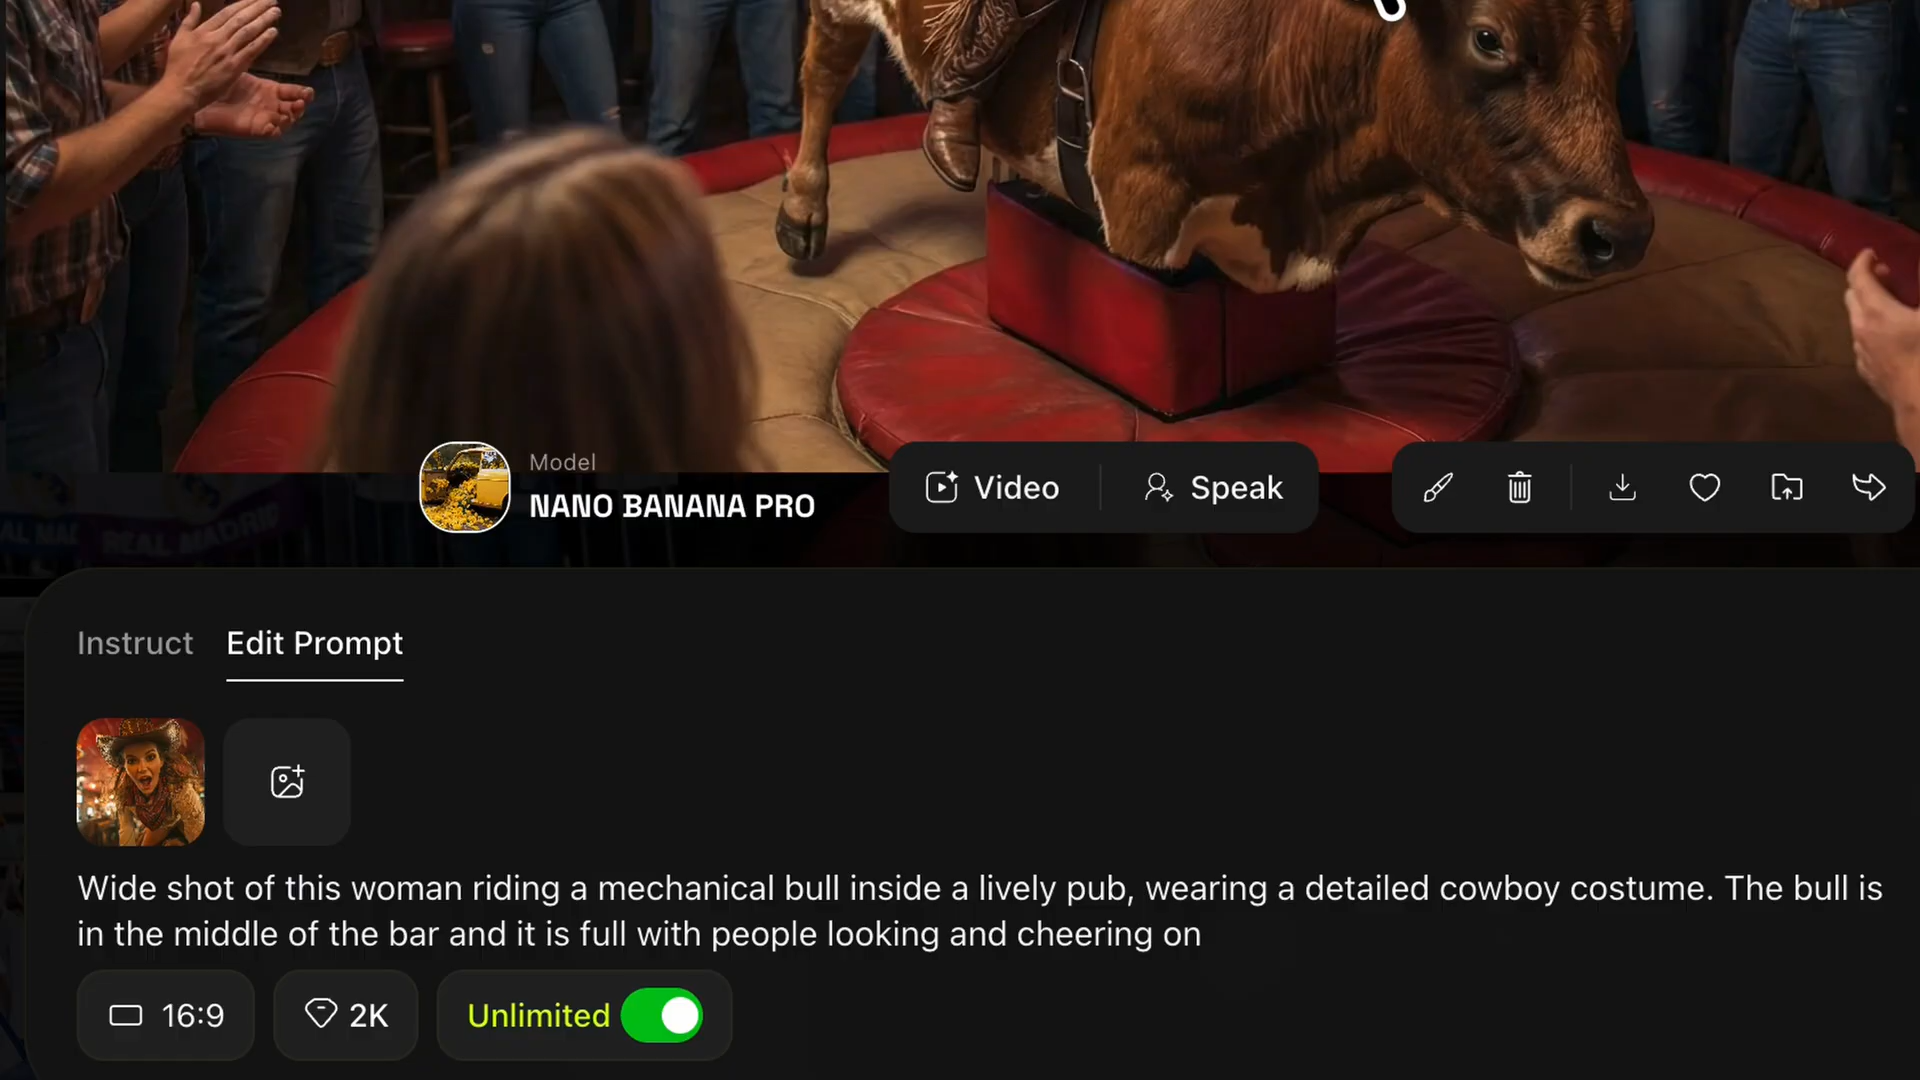 Model
NANO BANANA PRO
Video
Speak
REAL MADRID
Instruct
Edit Prompt
Wide shot of this woman riding a mechanical bull inside a lively pub, wearing a detailed cowboy costume. The bull is
in the middle of the bar and it is full with people looking and cheering on
16:9
2K
Unlimited